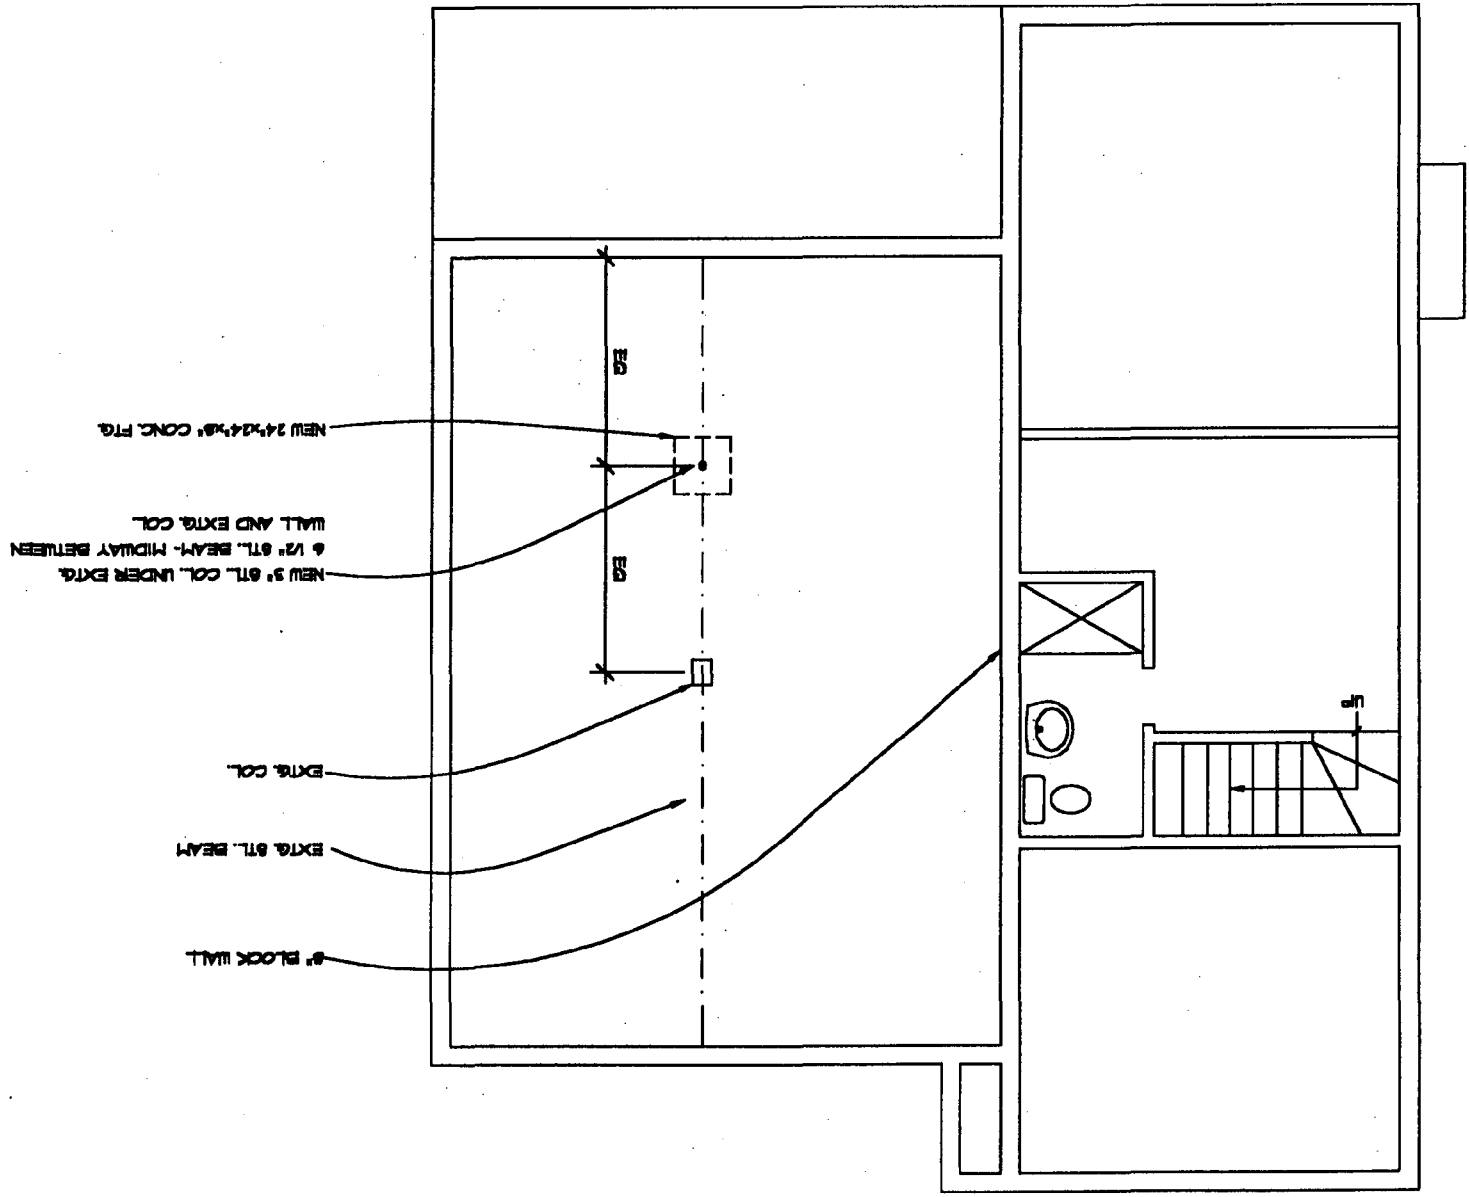 8" BLOCK WALL
EXTG. STL. BEAM
EXTG. COL.
UP
NEW 3" STL. COL. UNDER EXTG.
6 1/2" STL. BEAM- MIDWAY BETWEEN
WALL AND EXTG. COL.
EQ
NEW 24"x24"x8" CONC. FTG.
EQ